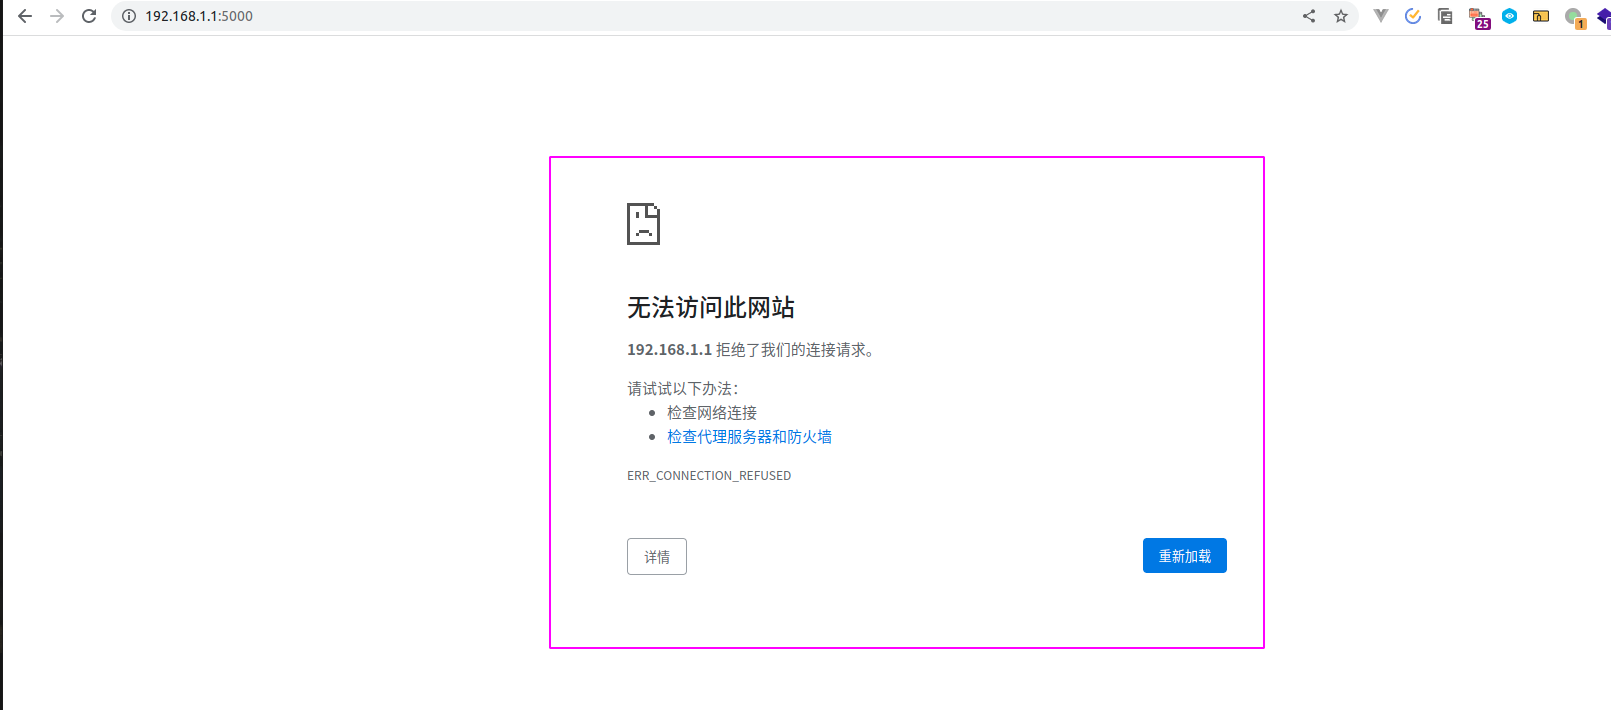 192.168.1.1:5000
25
1
无法访问此网站
192.168.1.1 拒绝了我们的连接请求。
请试试以下办法：
检查网络连接
检查代理服务器和防火墙
ERR_CONNECTION_REFUSED
详情
重新加载